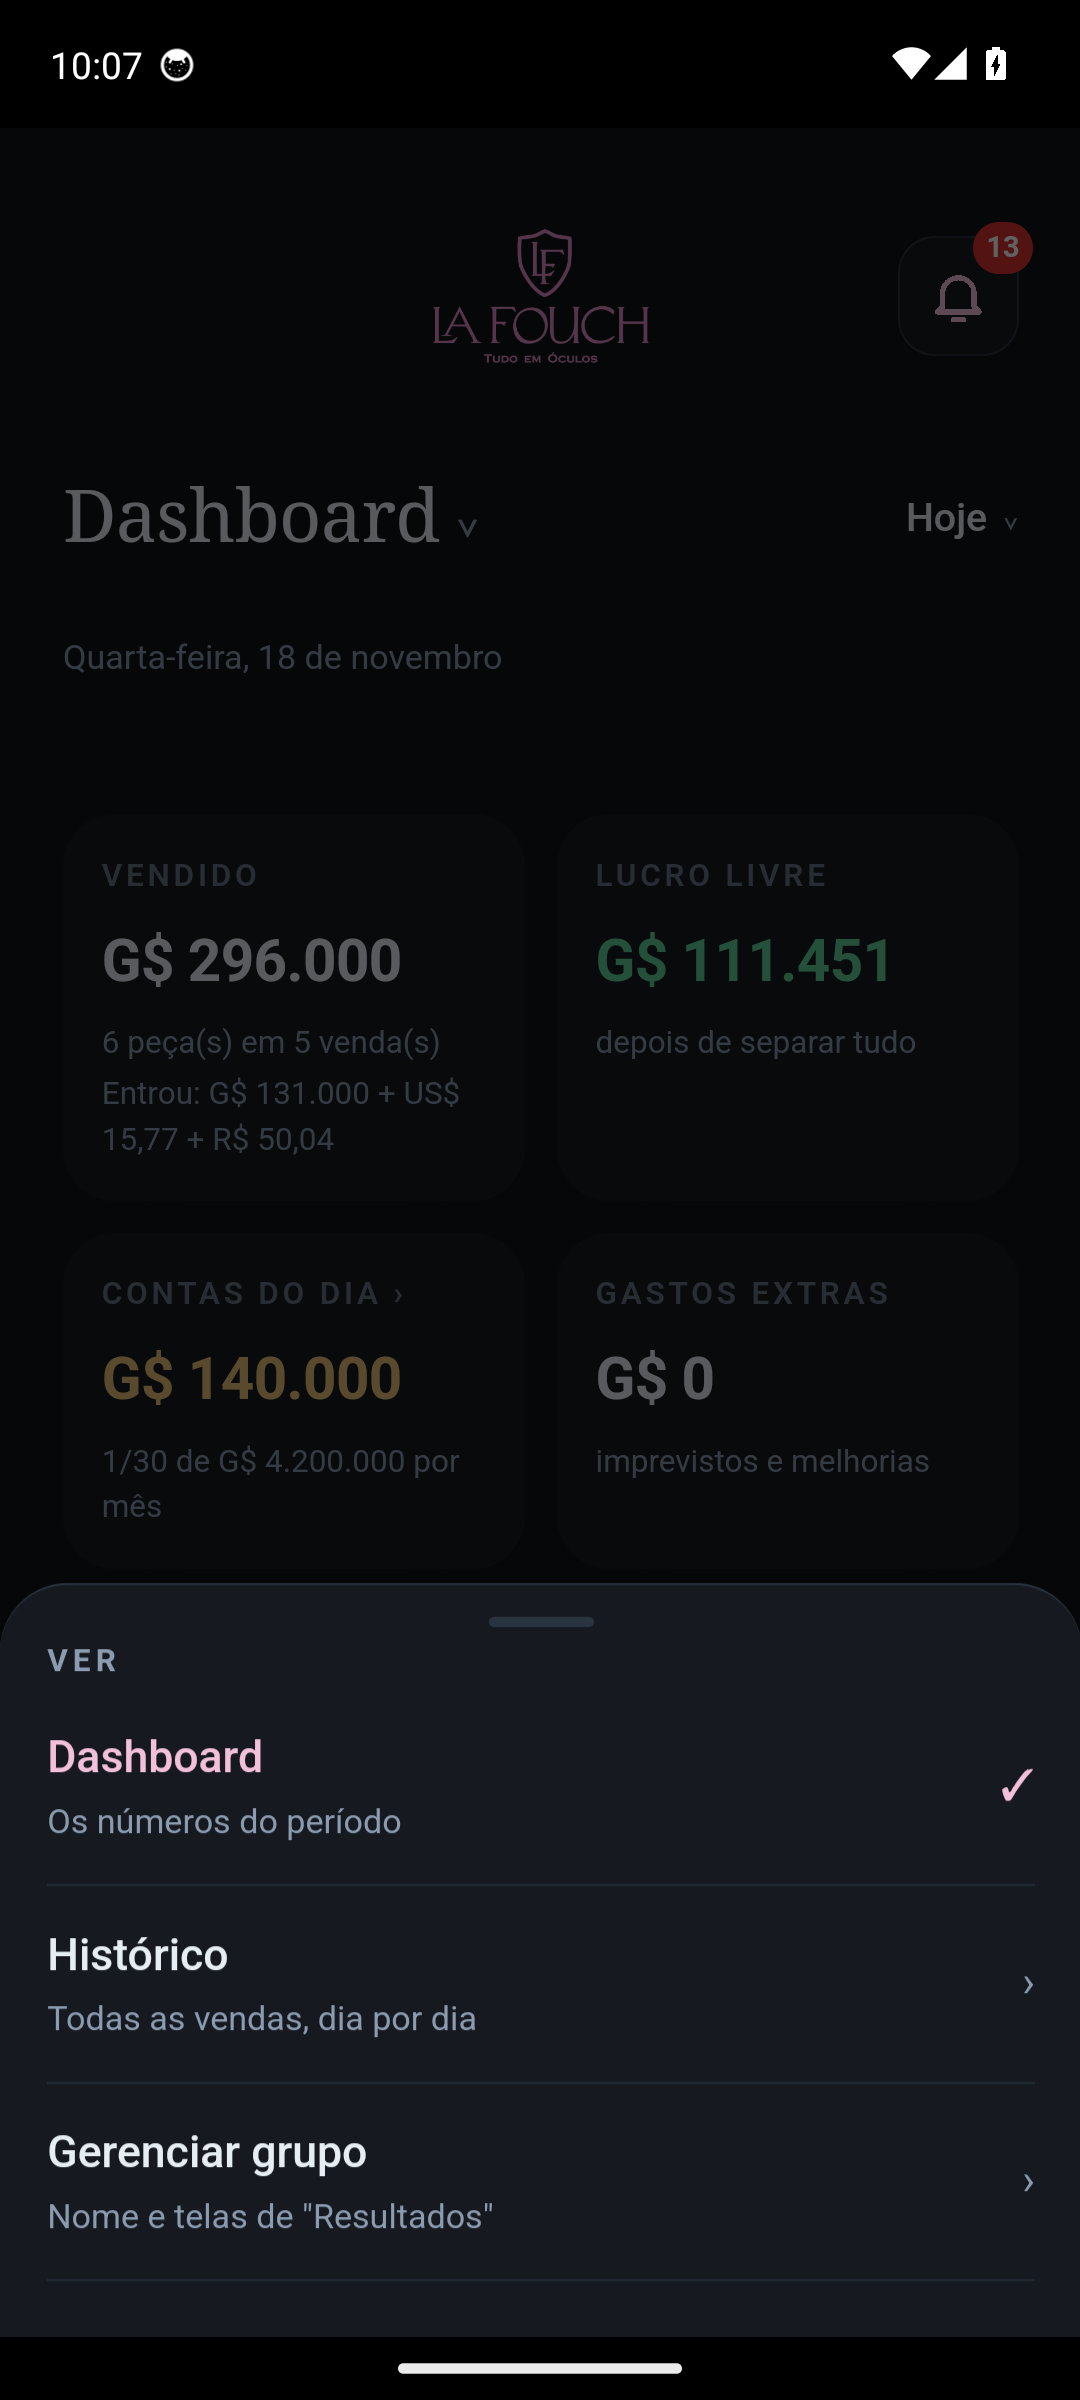 10:07
LF
LA FOUCH
TUDO EM ÓCULOS
13
Dashboard
Hoje
Quarta-feira, 18 de novembro
VENDIDO
G$ 296.000
6 peça(s) em 5 venda(s)
Entrou: G$ 131.000 + US$
15,77 + R$ 50,04
LUCRO LIVRE
G$ 111.451
depois de separar tudo
CONTAS DO DIA ›
G$ 140.000
1/30 de G$ 4.200.000 por
mês
GASTOS EXTRAS
G$ 0
imprevistos e melhorias
VER
Dashboard
Os números do período
Histórico
Todas as vendas, dia por dia
Gerenciar grupo
Nome e telas de "Resultados"